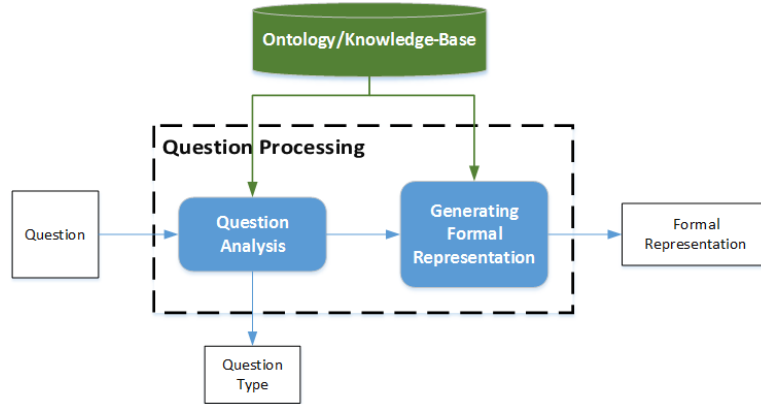 Ontology/Knowledge-Base
Question Processing
Question
Question
Analysis
Generating
Formal
Representation
Formal
Representation
Question
Type